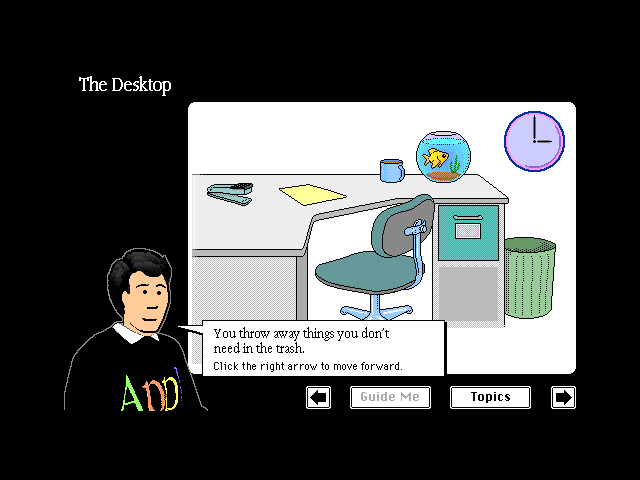 The Desktop
You throw away things you don't
need in the trash.
Click the right arrow to move forward.
Guide Me
Topics